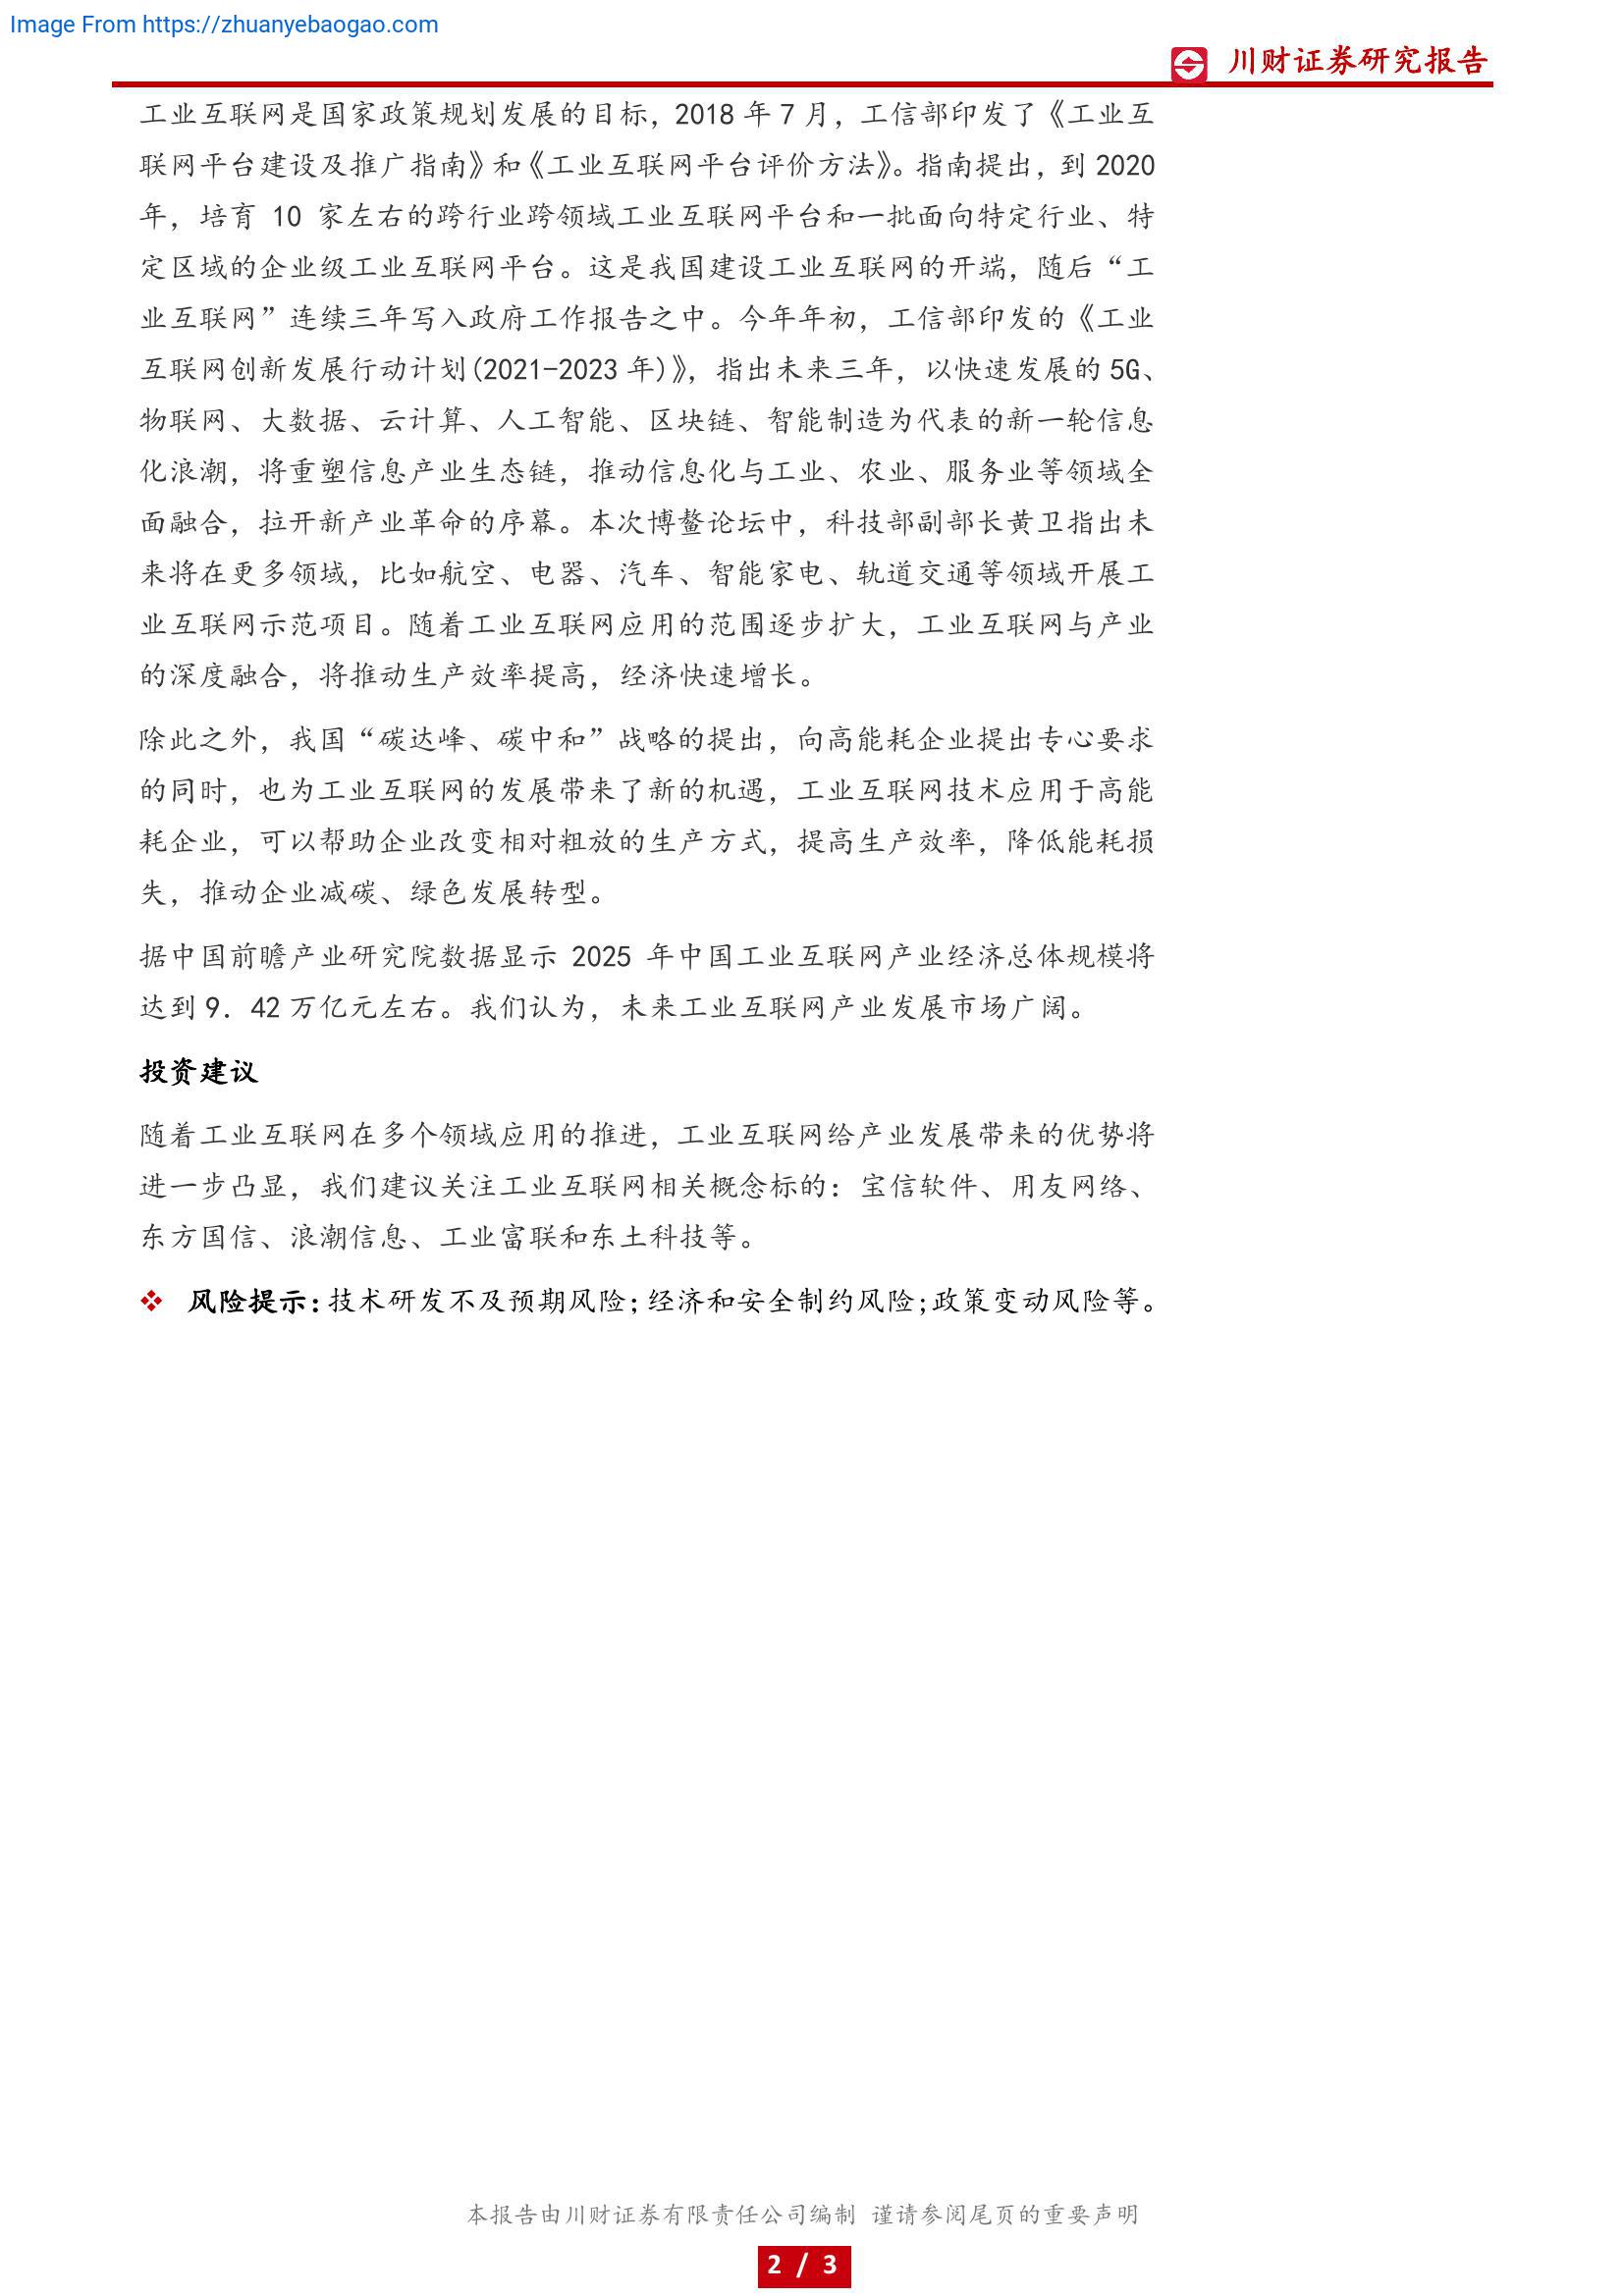 Image From https://zhuanyebaogao.com
川财证券研究报告
工业互联网是国家政策规划发展的目标，2018 年 7 月，工信部印发了《工业互
联网平台建设及推广指南》和《工业互联网平台评价方法》。指南提出，到 2020
年，培育 10 家左右的跨行业跨领域工业互联网平台和一批面向特定行业、特
定区域的企业级工业互联网平台。这是我国建设工业互联网的开端，随后“工
业互联网”连续三年写入政府工作报告之中。今年年初，工信部印发的《工业
互联网创新发展行动计划(2021-2023 年)》，指出未来三年，以快速发展的 5G、
物联网、大数据、云计算、人工智能、区块链、智能制造为代表的新一轮信息
化浪潮，将重塑信息产业生态链，推动信息化与工业、农业、服务业等领域全
面融合，拉开新产业革命的序幕。本次博鳌论坛中，科技部副部长黄卫指出未
来将在更多领域，比如航空、电器、汽车、智能家电、轨道交通等领域开展工
业互联网示范项目。随着工业互联网应用的范围逐步扩大，工业互联网与产业
的深度融合，将推动生产效率提高，经济快速增长。
除此之外，我国“碳达峰、碳中和”战略的提出，向高能耗企业提出专心要求
的同时，也为工业互联网的发展带来了新的机遇，工业互联网技术应用于高能
耗企业，可以帮助企业改变相对粗放的生产方式，提高生产效率，降低能耗损
失，推动企业减碳、绿色发展转型。
据中国前瞻产业研究院数据显示 2025 年中国工业互联网产业经济总体规模将
达到 9. 42 万亿元左右。我们认为，未来工业互联网产业发展市场广阔。
投资建议
随着工业互联网在多个领域应用的推进，工业互联网给产业发展带来的优势将
进一步凸显，我们建议关注工业互联网相关概念标的：宝信软件、用友网络、
东方国信、浪潮信息、工业富联和东土科技等。
❖ 风险提示：技术研发不及预期风险；经济和安全制约风险；政策变动风险等。
本报告由川财证券有限责任公司编制 谨请参阅尾页的重要声明
2 / 3